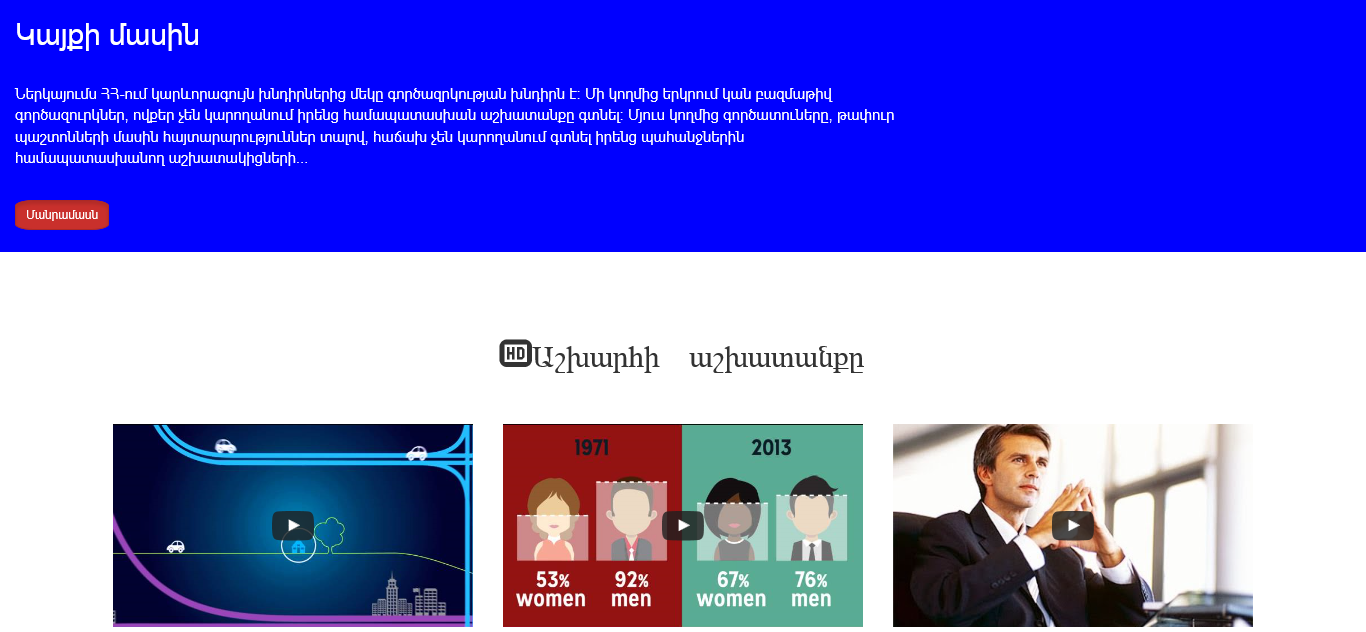 Կայքի մասին
Ներկայումս ՀՀ-ում կարևորագույն խնդիրներից մեկը գործազրկության խնդիրն է: Մի կողմից երկրում կան բազմաթիվ
գործազուրկներ, ովքեր չեն կարողանում իրենց համապատասխան աշխատանքը գտնել: Մյուս կողմից գործատուները, թափուր
պաշտոնների մասին հայտարարություններ տալով, հաճախ չեն կարողանում գտնել իրենց պահանջներին
համապատասխանող աշխատակիցների...
Մանրամասն
HD Աշխարհի աշխատանքը
1971 2013
53% 92% 67% 76%
women men women men